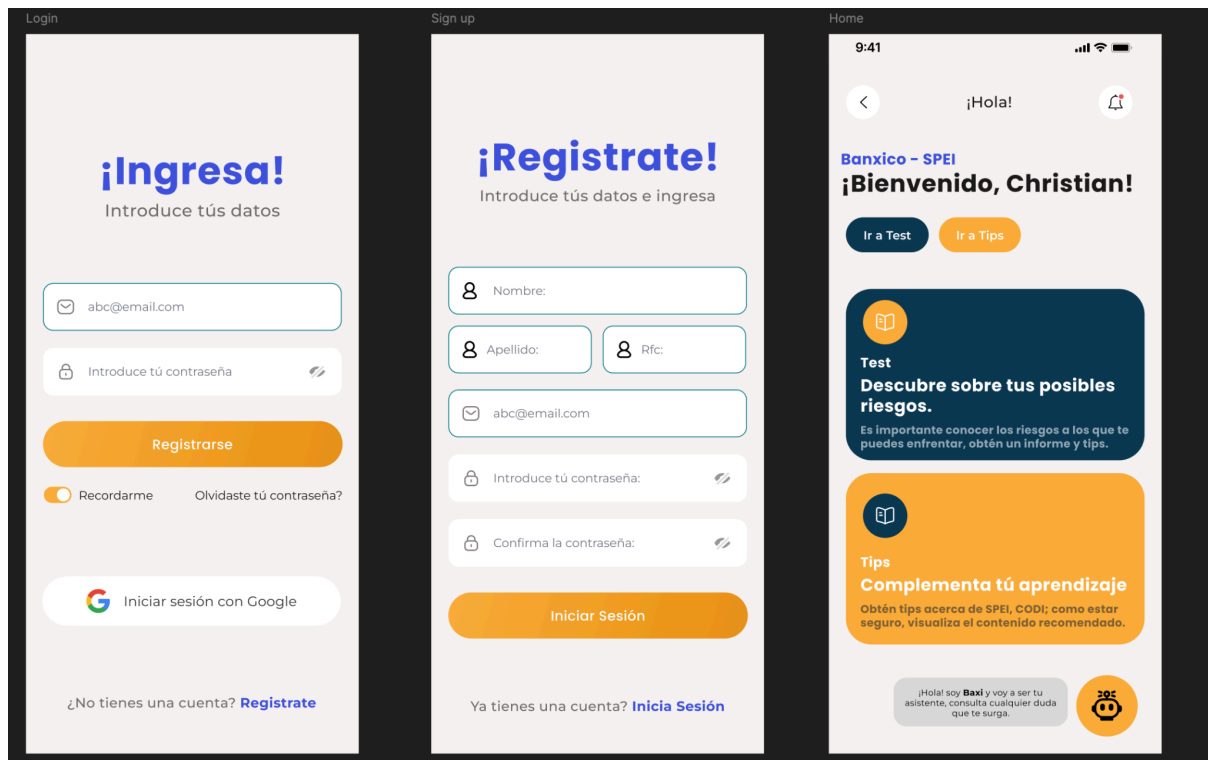 Login
¡Ingresa!
Introduce tús datos
abc@email.com
Introduce tú contraseña
Registrarse
Recordarme
Olvidaste tú contraseña?
Iniciar sesión con Google
¿No tienes una cuenta? Registrate
Sign up
¡Registrate!
Introduce tús datos e ingresa
Nombre:
Apellido:
Rfc:
abc@email.com
Introduce tú contraseña:
Confirma la contraseña:
Iniciar Sesión
Ya tienes una cuenta? Inicia Sesión
Home
9:41
¡Hola!
Banxico - SPEI
¡Bienvenido, Christian!
Ir a Test
Ir a Tips
Test
Descubre sobre tus posibles
riesgos.
Es importante conocer los riesgos a los que te
puedes enfrentar, obtén un informe y tips.
Tips
Complementa tú aprendizaje
Obtén tips acerca de SPEI, CODI; como estar
seguro, visualiza el contenido recomendado.
¡Hola! soy Baxi y voy a ser tu
asistente, consulta cualquier duda
que te surga.